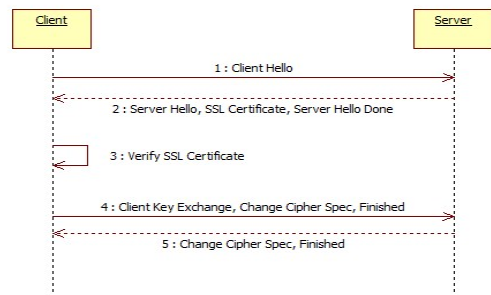 Client
Server
1 : Client Hello
2 : Server Hello, SSL Certificate, Server Hello Done
3 : Verify SSL Certificate
4 : Client Key Exchange, Change Cipher Spec, Finished
5 : Change Cipher Spec, Finished